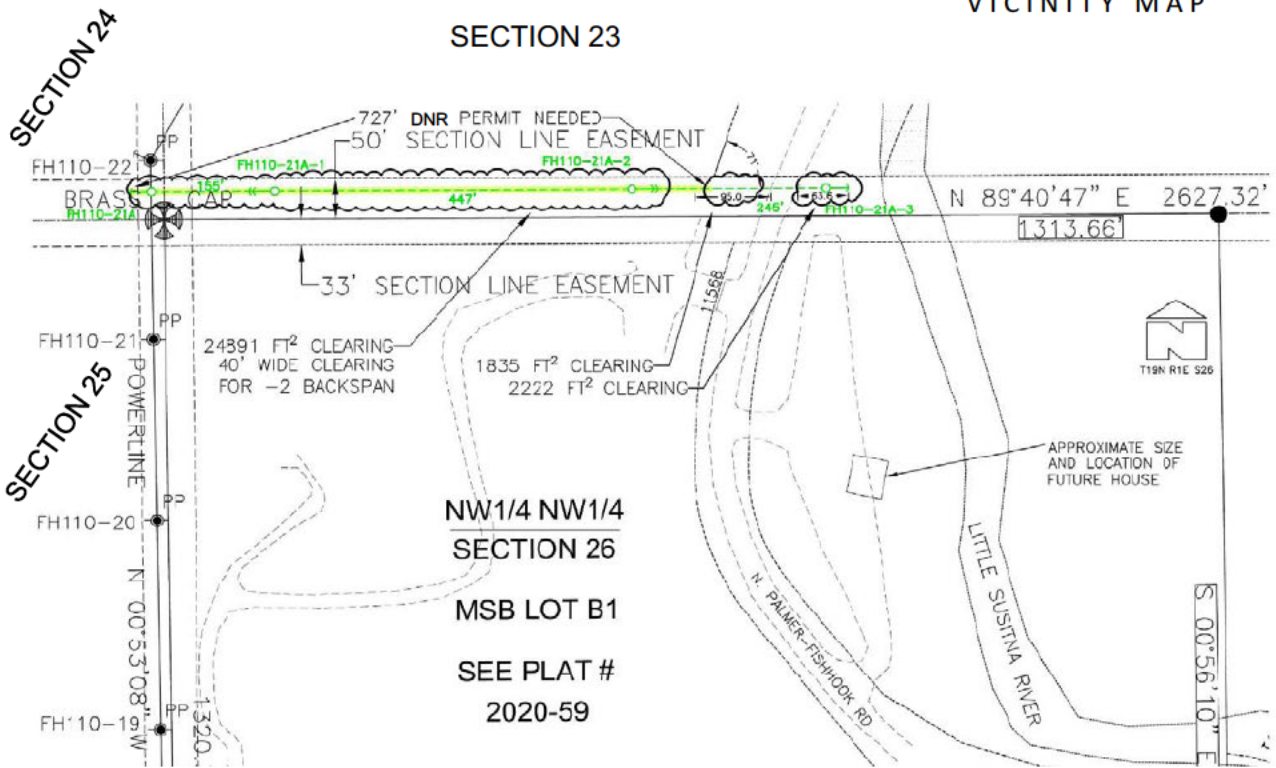 VICINITY MAP
SECTION 23
SECTION 24
727' DNR PERMIT NEEDED
50' SECTION LINE EASEMENT
PP
FH110-22
FH110-21A-1
FH110-21A-2
71°
155'
447'
BRASS CAP
FH110-21A
95.0
246'
63.5
FH110-21A-3
N 89°40'47" E 2627.32'
1313.66'
33' SECTION LINE EASEMENT
11568
PP
FH110-21
24891 FT² CLEARING
40' WIDE CLEARING
FOR -2 BACKSPAN
1835 FT² CLEARING
2222 FT² CLEARING
N
T19N R1E S26
SECTION 25
POWERLINE
APPROXIMATE SIZE
AND LOCATION OF
FUTURE HOUSE
PP
FH110-20
NW1/4 NW1/4
SECTION 26
MSB LOT B1
SEE PLAT #
2020-59
N. PALMER-FISHHOOK RD
LITTLE SUSITNA RIVER
N 00°53'08" W
1320
S 00°56'10" E
PP
FH110-19